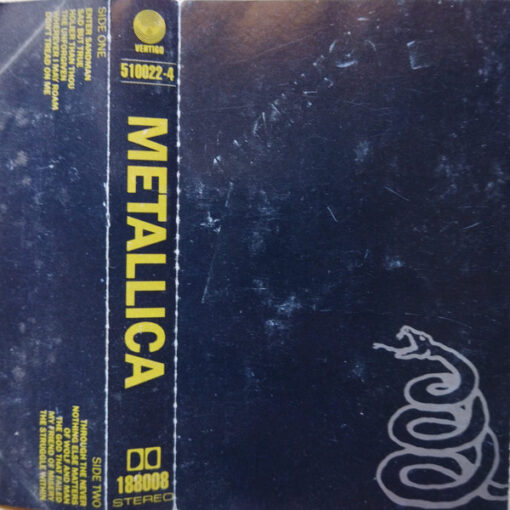 SIDE ONE
ENTER SANDMAN
SAD BUT TRUE
HOLIER THAN THOU
THE UNFORGIVEN
WHEREVER I MAY ROAM
DON'T TREAD ON ME
SIDE TWO
THROUGH THE NEVER
NOTHING ELSE MATTERS
OF WOLF AND MAN
THE GOD THAT FAILED
MY FRIEND OF MISERY
THE STRUGGLE WITHIN
VERTIGO
510022-4
METALLICA
188008
STEREO